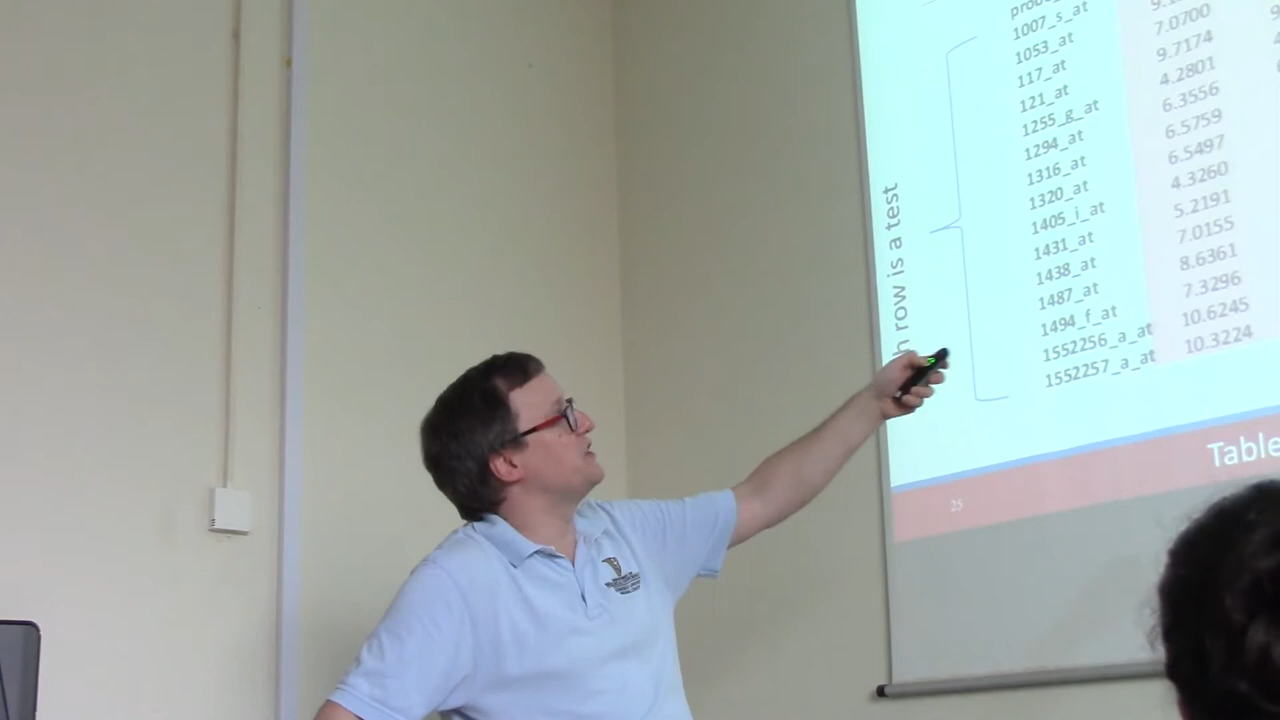 1007_s_at
1053_at 7.0700
117_at 9.7174
121_at 4.2801
1255_g_at 6.3556
1294_at 6.5759
1316_at 6.5497
1320_at 4.3260
1405_i_at 5.2191
1431_at 7.0155
1438_at 8.6361
1487_at 7.3296
1494_f_at 10.6245
1552256_a_at 10.3224
1552257_a_at
row is a test
Table
25